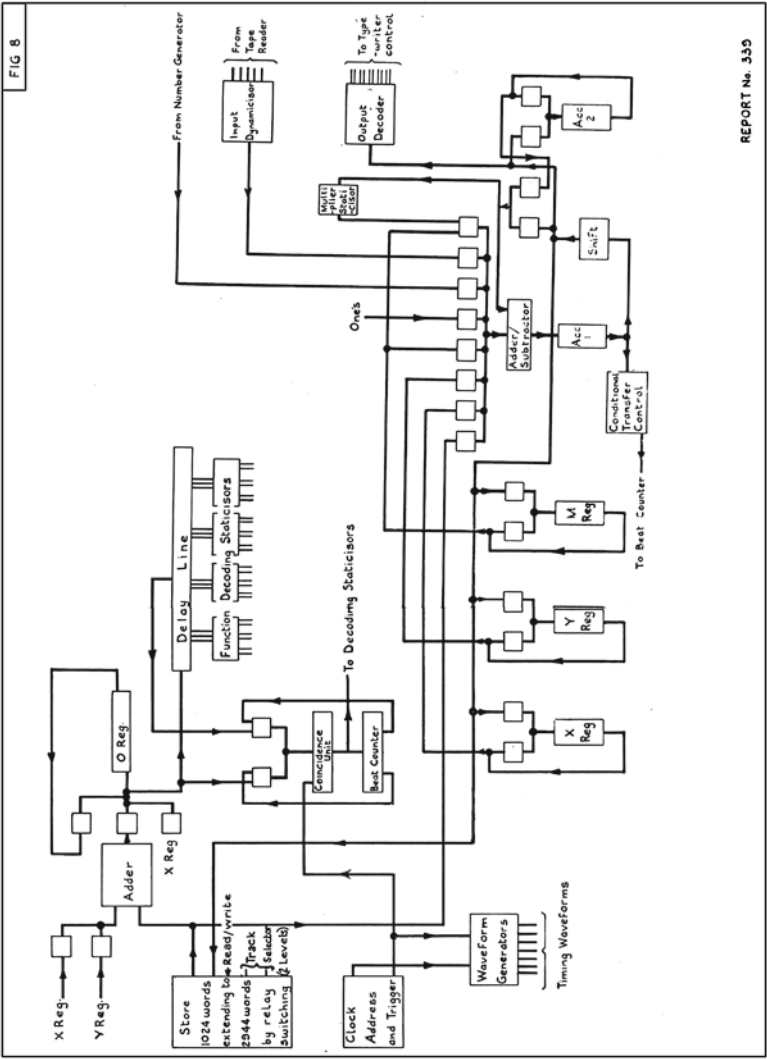 FIG 8
REPORT No. 339
X Reg.
Y Reg.
Adder
X Reg
O Reg.
Delay Line
Function
Decoding
Staticisors
Store
1024 words
extending to
2944 words
by relay
switching
Read/write
Track
Selector
(2 Levels)
Coincidence
Unit
Beat Counter
To Decoding Staticisors
Clock
Address
and Trigger
Waveform
Generators
Timing Waveforms
From Number Generator
From
Tape
Reader
Input
Dynamicisor
To Type
-writer
control
Output
Decoder
Multi
-plier
Stati
-cisor
One's
Adder/
Subtractor
Acc
1
Acc
2
Shift
Conditional
Transfer
Control
To Beat Counter
X
Reg
Y
Reg
M
Reg